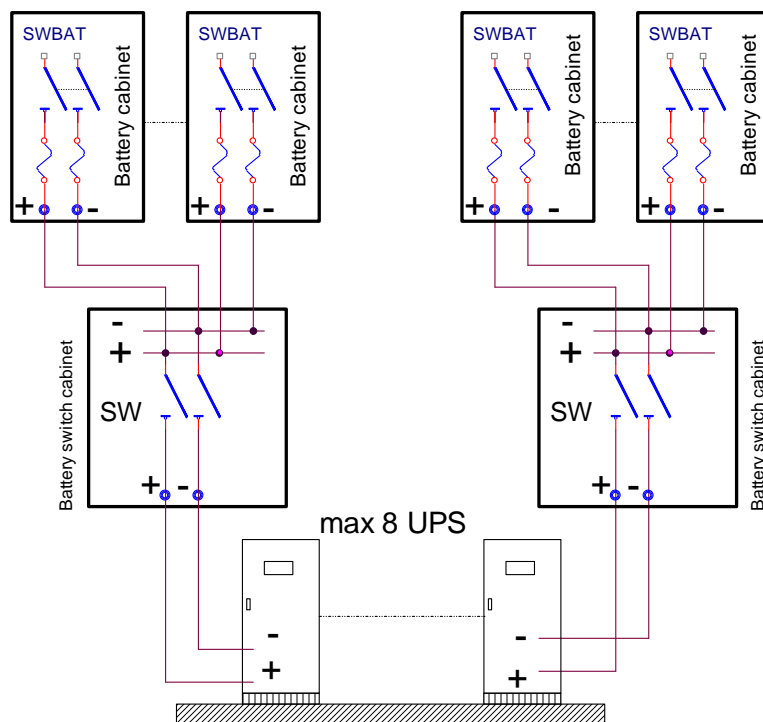 SWBAT
Battery cabinet
+ -
SWBAT
Battery cabinet
+ -
SWBAT
Battery cabinet
+ -
SWBAT
Battery cabinet
+ -
-
+
SW
Battery switch cabinet
+ -
-
+
SW
Battery switch cabinet
+ -
max 8 UPS
-
+
-
+